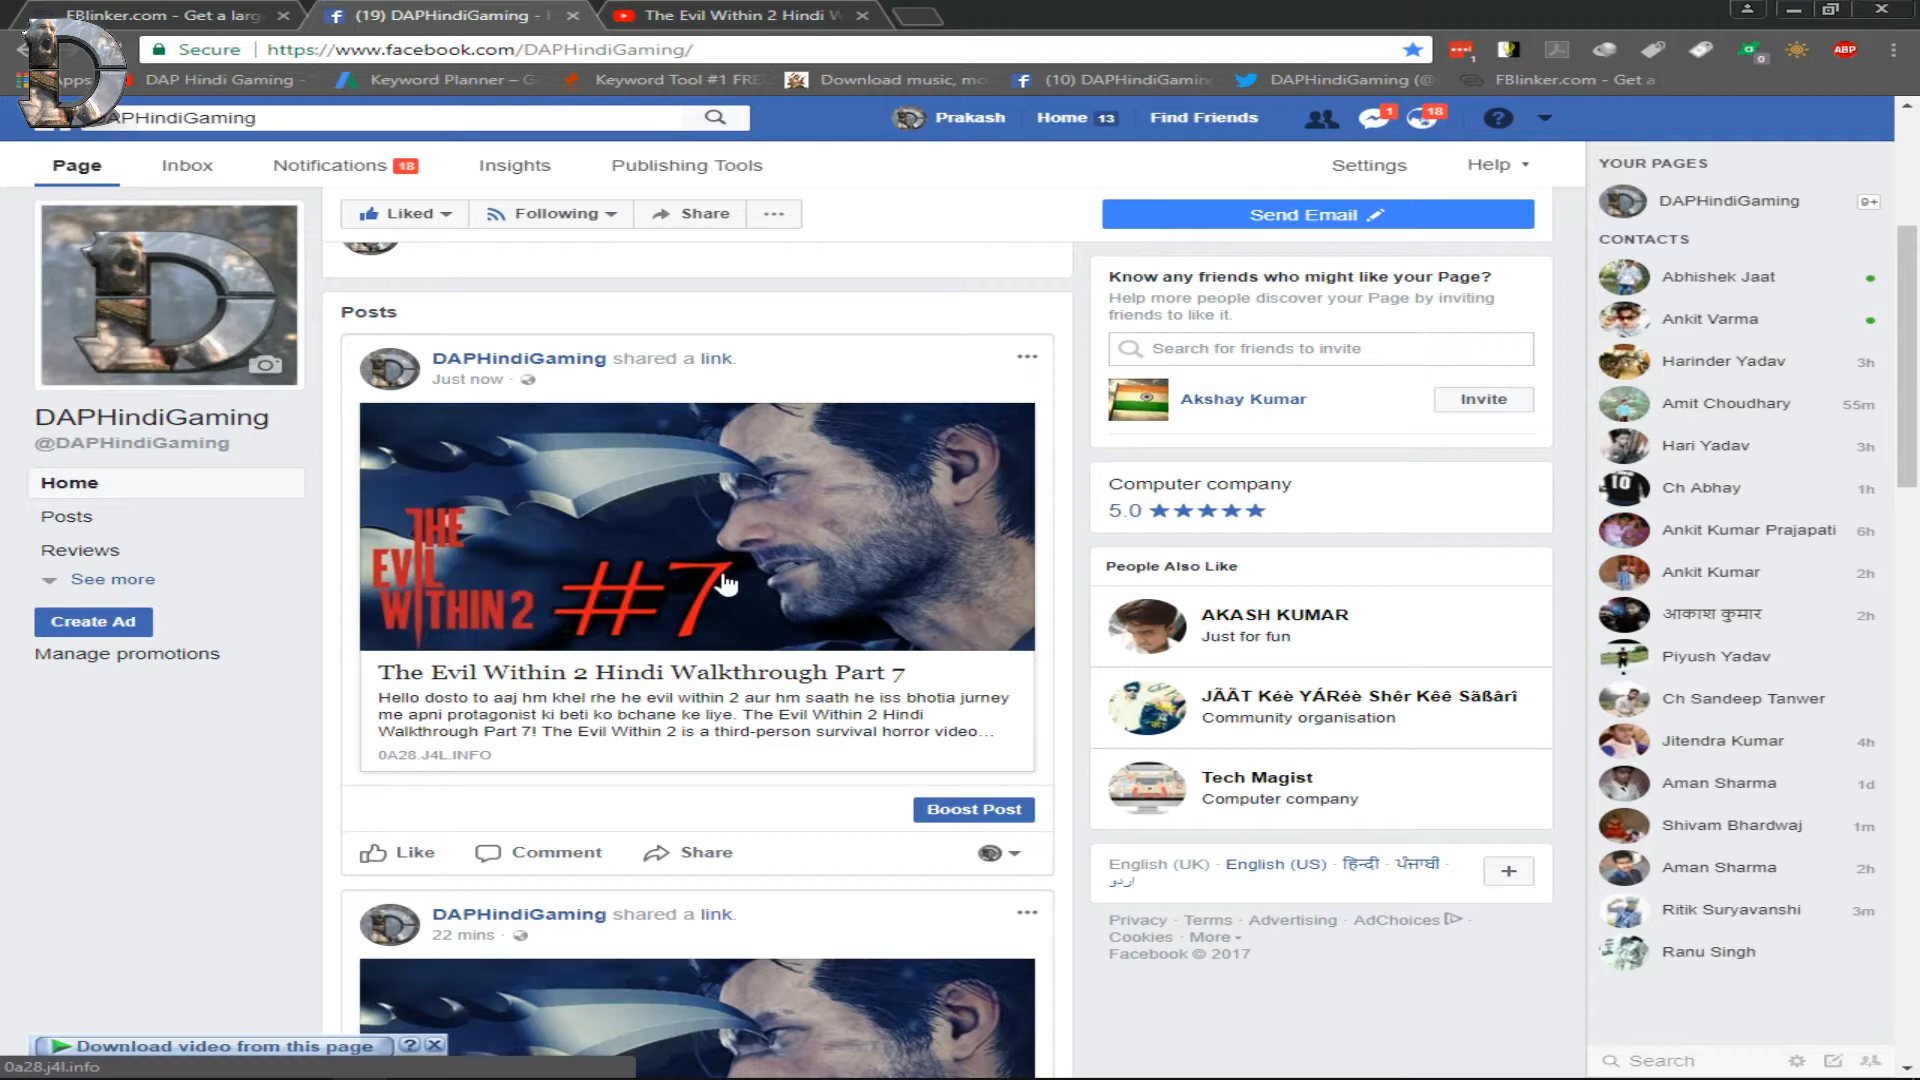 FBlinker.com - Get a larg
(19) DAPHindiGaming -
The Evil Within 2 Hindi W
Secure
https://www.facebook.com/DAPHindiGaming/
ABP
Apps
DAP Hindi Gaming -
Keyword Planner – G
Keyword Tool #1 FRE
Download music, mo
(10) DAPHindiGaming
DAPHindiGaming (@
FBlinker.com - Get a
DAPHindiGaming
Prakash
Home 13
Find Friends
1
18
Page
Inbox
Notifications 18
Insights
Publishing Tools
Settings
Help
Liked
Following
Share
Send Email
DAPHindiGaming
@DAPHindiGaming
Home
Posts
Reviews
See more
Create Ad
Manage promotions
Posts
DAPHindiGaming shared a link.
Just now ·
THE EVIL WITHIN 2
#7
The Evil Within 2 Hindi Walkthrough Part 7
Hello dosto to aaj hm khel rhe he evil within 2 aur hm saath he iss bhotia jurney
me apni protagonist ki beti ko bchane ke liye. The Evil Within 2 Hindi
Walkthrough Part 7! The Evil Within 2 is a third-person survival horror video...
0A28.J4L.INFO
Boost Post
Like
Comment
Share
DAPHindiGaming shared a link.
22 mins ·
Know any friends who might like your Page?
Help more people discover your Page by inviting
friends to like it.
Search for friends to invite
Akshay Kumar
Invite
Computer company
5.0 ★★★★★
People Also Like
AKASH KUMAR
Just for fun
JÃÃT Kéè YÁRéè Shêr Kêê Säßârî
Community organisation
Tech Magist
Computer company
English (UK) · English (US) · हिन्दी · ਪੰਜਾਬੀ ·
اردو
Privacy · Terms · Advertising · AdChoices ·
Cookies · More
Facebook © 2017
YOUR PAGES
DAPHindiGaming 9+
CONTACTS
Abhishek Jaat
Ankit Varma
Harinder Yadav 3h
Amit Choudhary 55m
Hari Yadav 3h
Ch Abhay 1h
Ankit Kumar Prajapati 6h
Ankit Kumar 2h
आकाश कुमार 2h
Piyush Yadav
Ch Sandeep Tanwer
Jitendra Kumar 4h
Aman Sharma 1d
Shivam Bhardwaj 1m
Aman Sharma 2h
Ritik Suryavanshi 3m
Ranu Singh
Search
Download video from this page
0a28.j4l.info